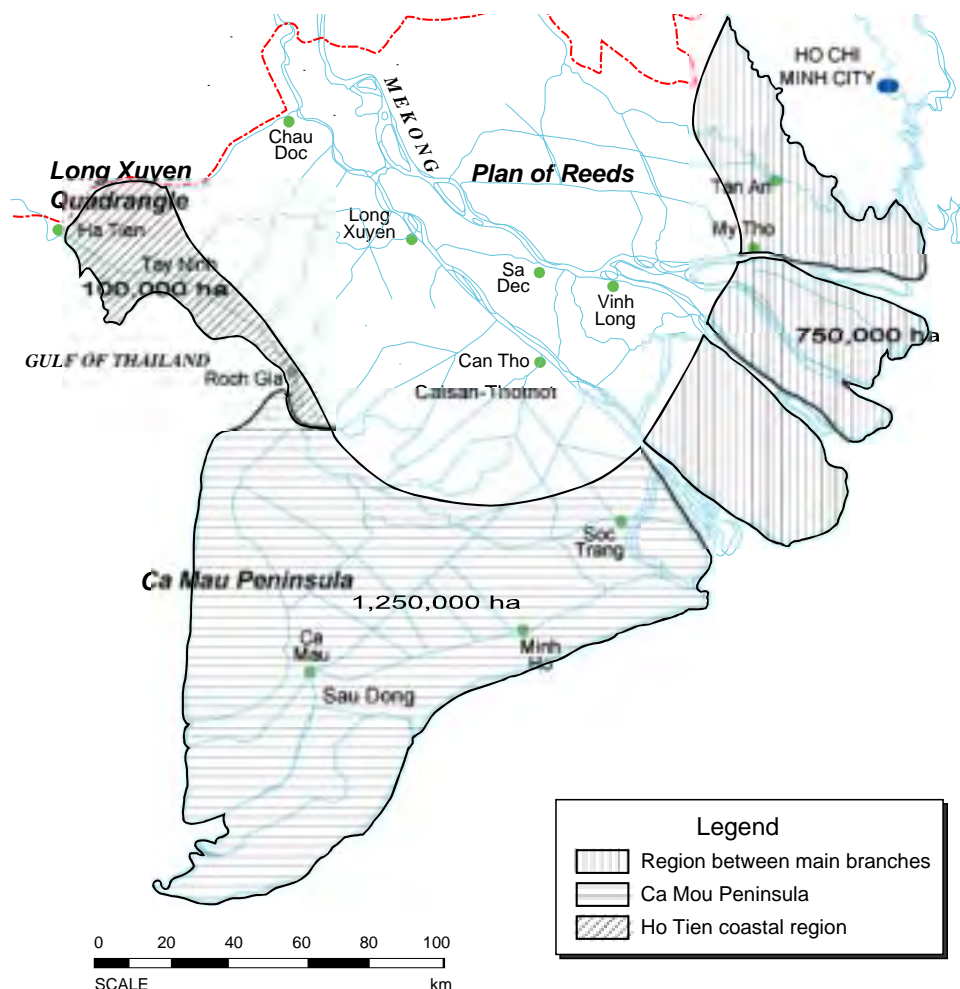 HO CHI
MINH CITY
MEKONG
Chau
Doc
Long Xuyen
Quadrangle
Plan of Reeds
Tan An
Ha Tien
Long
Xuyen
My Tho
Tay Ninh
100,000 ha
Sa
Dec
Vinh
Long
750,000 ha
GULF OF THAILAND
Roch Gia
Can Tho
Caisan-Thotnot
Soc
Trang
Ca Mau Peninsula
1,250,000 ha
Ca
Mau
Minh
Sau Dong
Legend
Region between main branches
Ca Mou Peninsula
Ho Tien coastal region
0 20 40 60 80 100
SCALE km